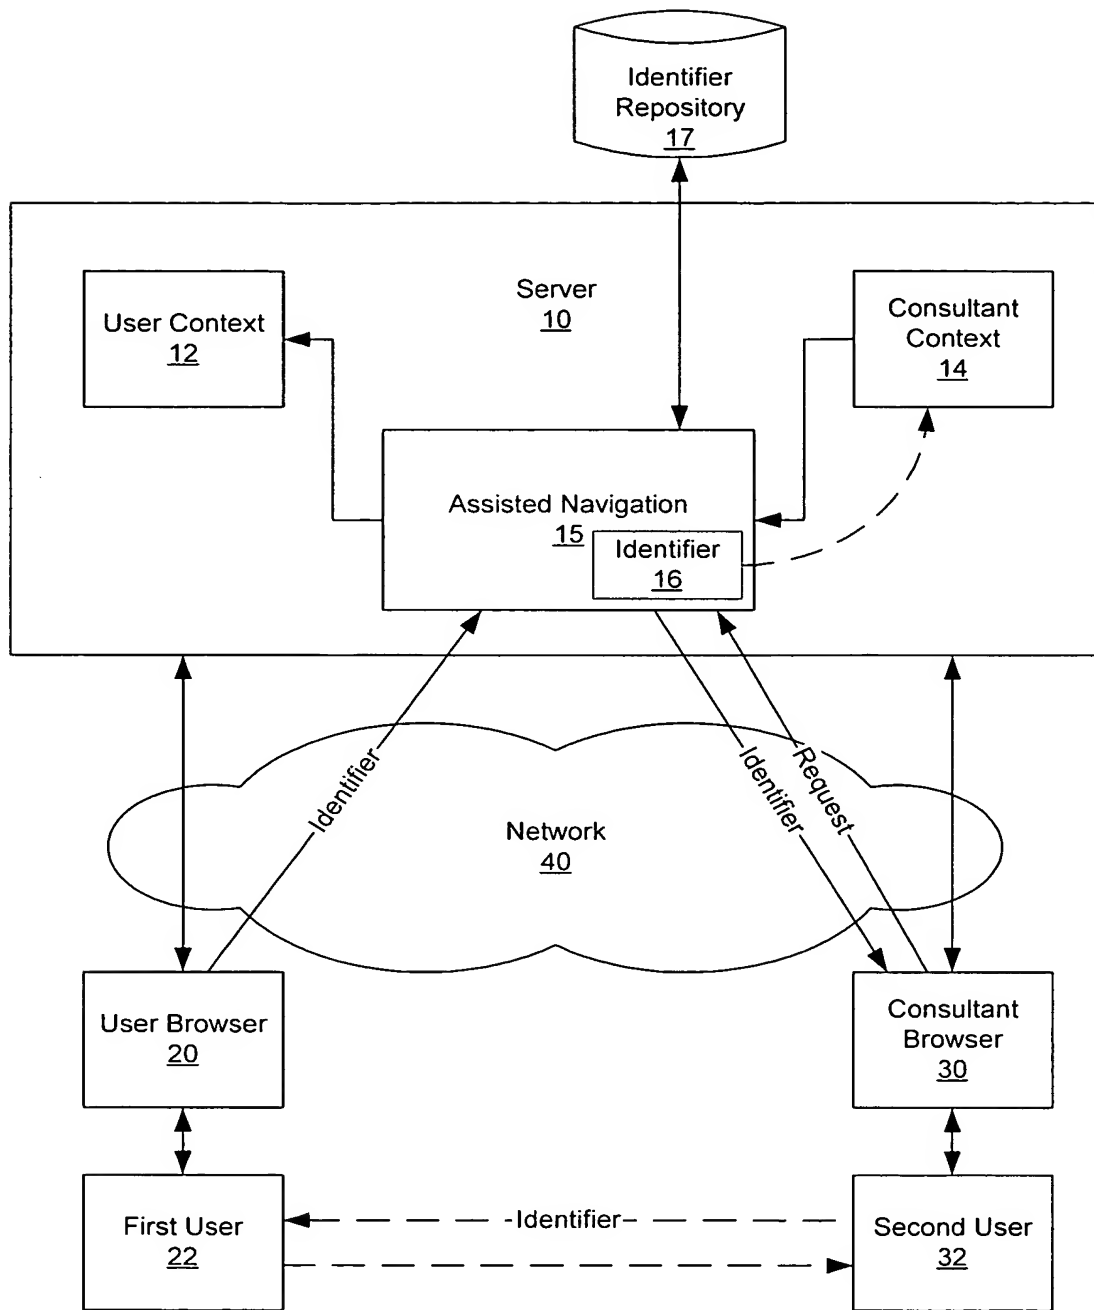 Identifier
Repository
17
Server
10
User Context
12
Consultant
Context
14
Assisted Navigation
15
Identifier
16
Identifier
Identifier
Request
Network
40
User Browser
20
Consultant
Browser
30
First User
22
Identifier
Second User
32